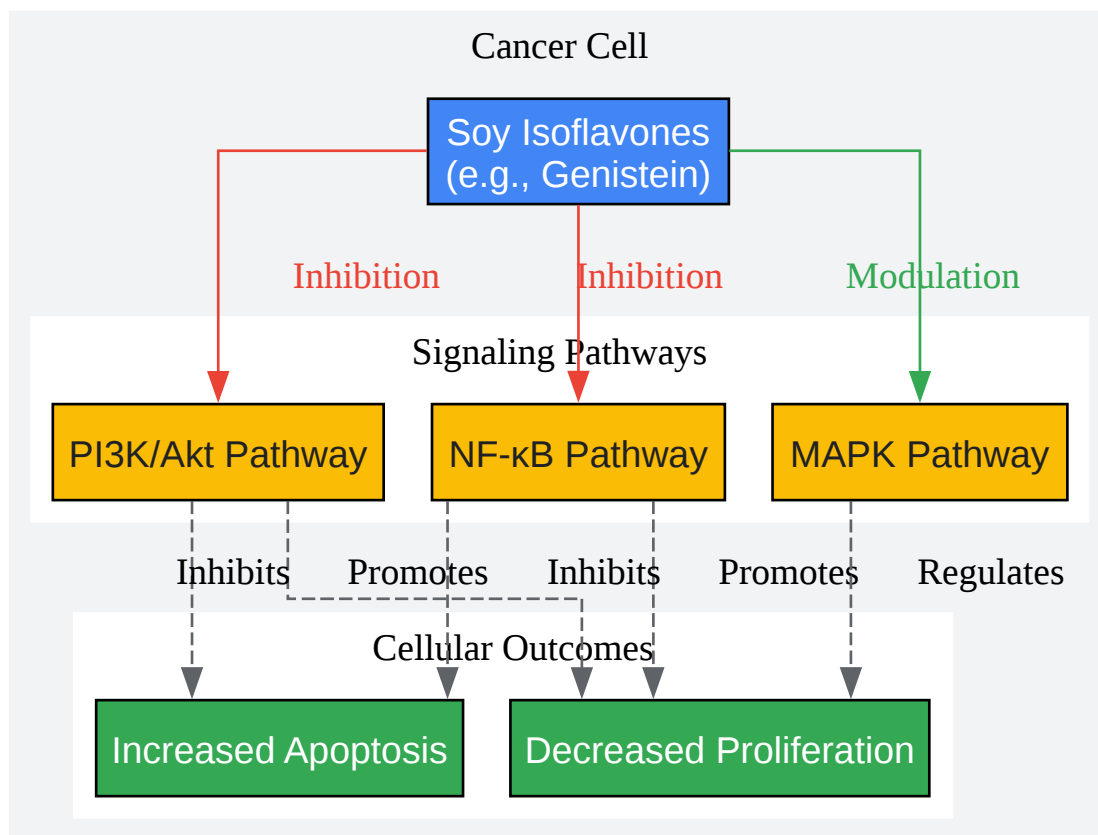 Cancer Cell
Soy Isoflavones
(e.g., Genistein)
Inhibition
Inhibition
Modulation
Signaling Pathways
PI3K/Akt Pathway
NF-κB Pathway
MAPK Pathway
Inhibits
Promotes
Inhibits
Promotes
Regulates
Cellular Outcomes
Increased Apoptosis
Decreased Proliferation